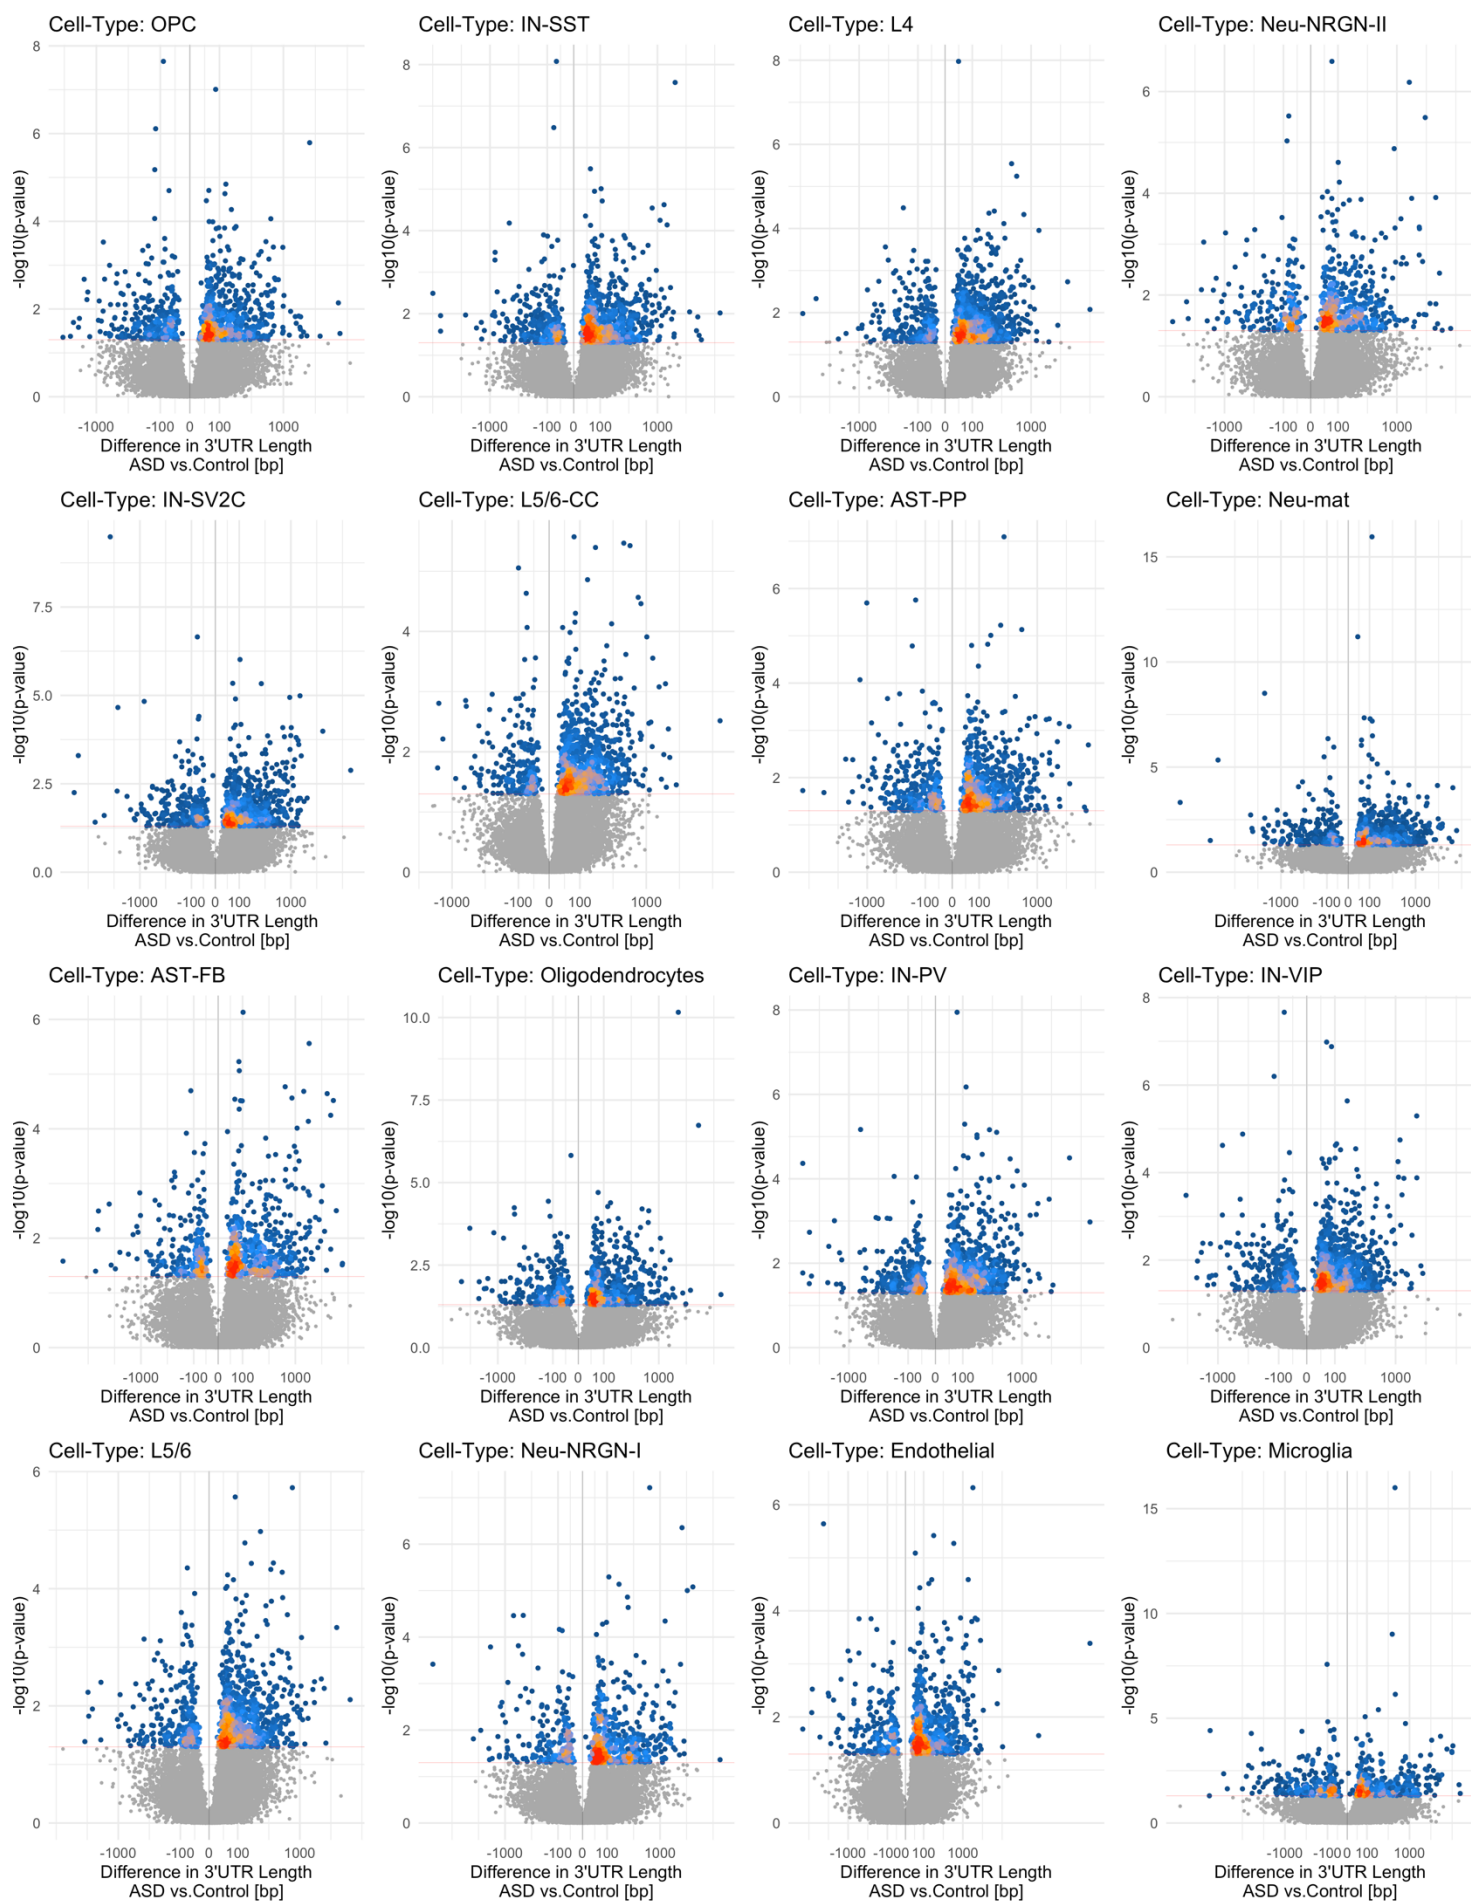 Cell-Type: OPC
8
6
4
2
0
-log10(p-value)
-1000 -100 0 100 1000
Difference in 3'UTR Length
ASD vs.Control [bp]
Cell-Type: IN-SST
8
6
4
2
0
-log10(p-value)
-1000 -100 0 100 1000
Difference in 3'UTR Length
ASD vs.Control [bp]
Cell-Type: L4
8
6
4
2
0
-log10(p-value)
-1000 -100 0 100 1000
Difference in 3'UTR Length
ASD vs.Control [bp]
Cell-Type: Neu-NRGN-II
6
4
2
0
-log10(p-value)
-1000 -100 0 100 1000
Difference in 3'UTR Length
ASD vs.Control [bp]
Cell-Type: IN-SV2C
7.5
5.0
2.5
0.0
-log10(p-value)
-1000 -100 0 100 1000
Difference in 3'UTR Length
ASD vs.Control [bp]
Cell-Type: L5/6-CC
4
2
0
-log10(p-value)
-1000 -100 0 100 1000
Difference in 3'UTR Length
ASD vs.Control [bp]
Cell-Type: AST-PP
6
4
2
0
-log10(p-value)
-1000 -100 0 100 1000
Difference in 3'UTR Length
ASD vs.Control [bp]
Cell-Type: Neu-mat
15
10
5
0
-log10(p-value)
-1000 -100 0 100 1000
Difference in 3'UTR Length
ASD vs.Control [bp]
Cell-Type: AST-FB
6
4
2
0
-log10(p-value)
-1000 -100 0 100 1000
Difference in 3'UTR Length
ASD vs.Control [bp]
Cell-Type: Oligodendrocytes
10.0
7.5
5.0
2.5
0.0
-log10(p-value)
-1000 -100 0 100 1000
Difference in 3'UTR Length
ASD vs.Control [bp]
Cell-Type: IN-PV
8
6
4
2
0
-log10(p-value)
-1000 -100 0 100 1000
Difference in 3'UTR Length
ASD vs.Control [bp]
Cell-Type: IN-VIP
8
6
4
2
0
-log10(p-value)
-1000 -100 0 100 1000
Difference in 3'UTR Length
ASD vs.Control [bp]
Cell-Type: L5/6
6
4
2
0
-log10(p-value)
-1000 -100 0 100 1000
Difference in 3'UTR Length
ASD vs.Control [bp]
Cell-Type: Neu-NRGN-I
6
4
2
0
-log10(p-value)
-1000 -100 0 100 1000
Difference in 3'UTR Length
ASD vs.Control [bp]
Cell-Type: Endothelial
6
4
2
0
-log10(p-value)
-1000 -100 0 100 1000
Difference in 3'UTR Length
ASD vs.Control [bp]
Cell-Type: Microglia
15
10
5
0
-log10(p-value)
-1000 -100 0 100 1000
Difference in 3'UTR Length
ASD vs.Control [bp]